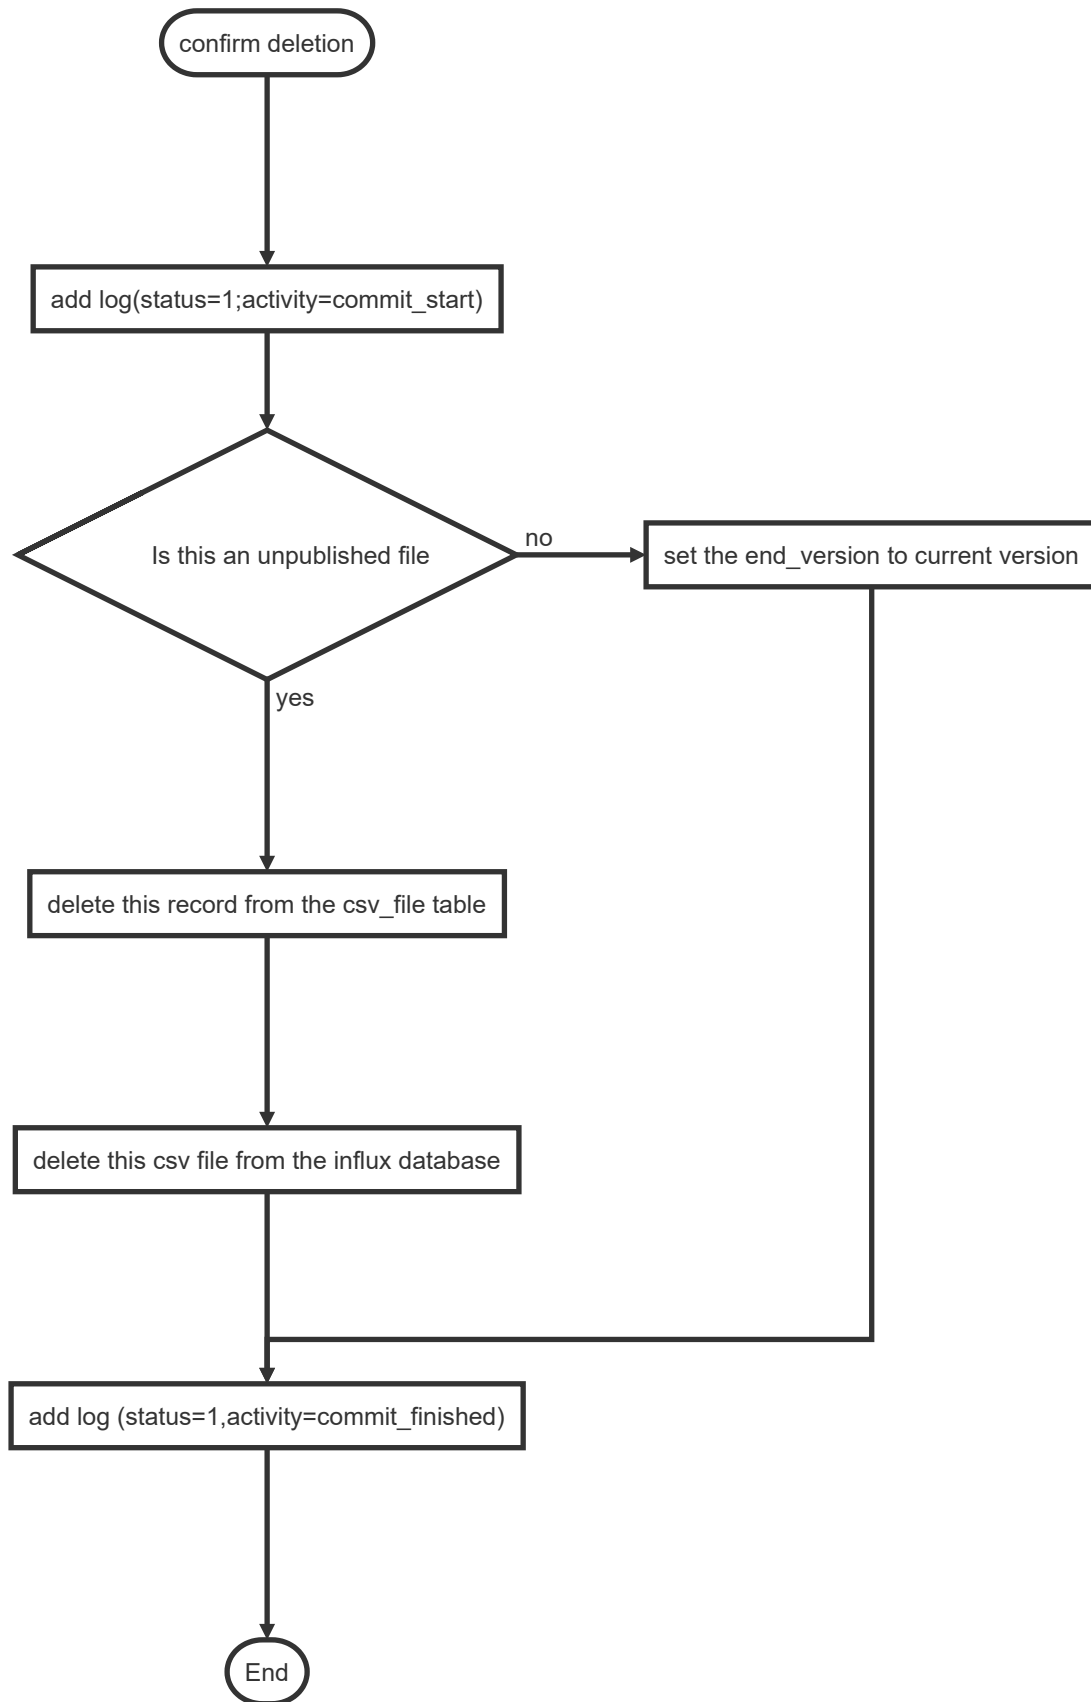 confirm deletion
add log(status=1;activity=commit_start)
Is this an unpublished file
no
set the end_version to current version
yes
delete this record from the csv_file table
delete this csv file from the influx database
add log (status=1,activity=commit_finished)
End